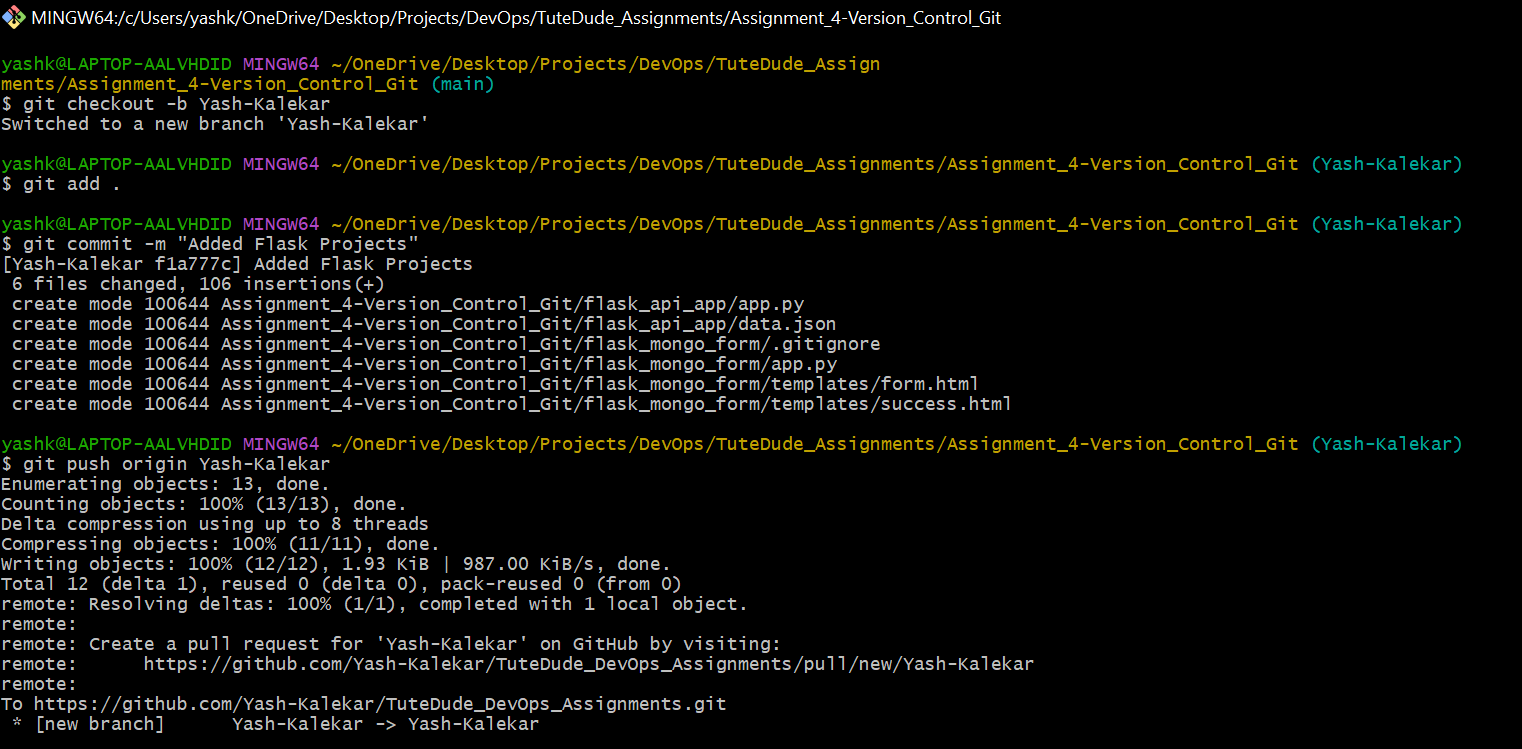 MINGW64:/c/Users/yashk/OneDrive/Desktop/Projects/DevOps/TuteDude_Assignments/Assignment_4-Version_Control_Git
yashk@LAPTOP-AALVHDID MINGW64 ~/OneDrive/Desktop/Projects/DevOps/TuteDude_Assign
ments/Assignment_4-Version_Control_Git (main)
$ git checkout -b Yash-Kalekar
Switched to a new branch 'Yash-Kalekar'
yashk@LAPTOP-AALVHDID MINGW64 ~/OneDrive/Desktop/Projects/DevOps/TuteDude_Assignments/Assignment_4-Version_Control_Git (Yash-Kalekar)
$ git add .
yashk@LAPTOP-AALVHDID MINGW64 ~/OneDrive/Desktop/Projects/DevOps/TuteDude_Assignments/Assignment_4-Version_Control_Git (Yash-Kalekar)
$ git commit -m "Added Flask Projects"
[Yash-Kalekar f1a777c] Added Flask Projects
 6 files changed, 106 insertions(+)
 create mode 100644 Assignment_4-Version_Control_Git/flask_api_app/app.py
 create mode 100644 Assignment_4-Version_Control_Git/flask_api_app/data.json
 create mode 100644 Assignment_4-Version_Control_Git/flask_mongo_form/.gitignore
 create mode 100644 Assignment_4-Version_Control_Git/flask_mongo_form/app.py
 create mode 100644 Assignment_4-Version_Control_Git/flask_mongo_form/templates/form.html
 create mode 100644 Assignment_4-Version_Control_Git/flask_mongo_form/templates/success.html
yashk@LAPTOP-AALVHDID MINGW64 ~/OneDrive/Desktop/Projects/DevOps/TuteDude_Assignments/Assignment_4-Version_Control_Git (Yash-Kalekar)
$ git push origin Yash-Kalekar
Enumerating objects: 13, done.
Counting objects: 100% (13/13), done.
Delta compression using up to 8 threads
Compressing objects: 100% (11/11), done.
Writing objects: 100% (12/12), 1.93 KiB | 987.00 KiB/s, done.
Total 12 (delta 1), reused 0 (delta 0), pack-reused 0 (from 0)
remote: Resolving deltas: 100% (1/1), completed with 1 local object.
remote:
remote: Create a pull request for 'Yash-Kalekar' on GitHub by visiting:
remote:      https://github.com/Yash-Kalekar/TuteDude_DevOps_Assignments/pull/new/Yash-Kalekar
remote:
To https://github.com/Yash-Kalekar/TuteDude_DevOps_Assignments.git
 * [new branch]      Yash-Kalekar -> Yash-Kalekar